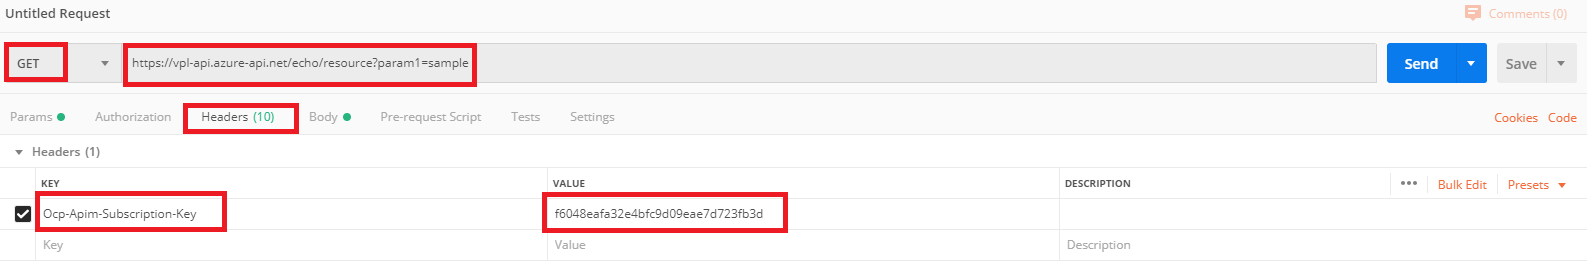 Untitled Request
Comments (0)
GET
https://vpl-api.azure-api.net/echo/resource?param1=sample
Send
Save
Params
Authorization
Headers (10)
Body
Pre-request Script
Tests
Settings
Cookies
Code
Headers (1)
KEY
VALUE
DESCRIPTION
Bulk Edit
Presets
Ocp-Apim-Subscription-Key
f6048eafa32e4bfc9d09eae7d723fb3d
Key
Value
Description